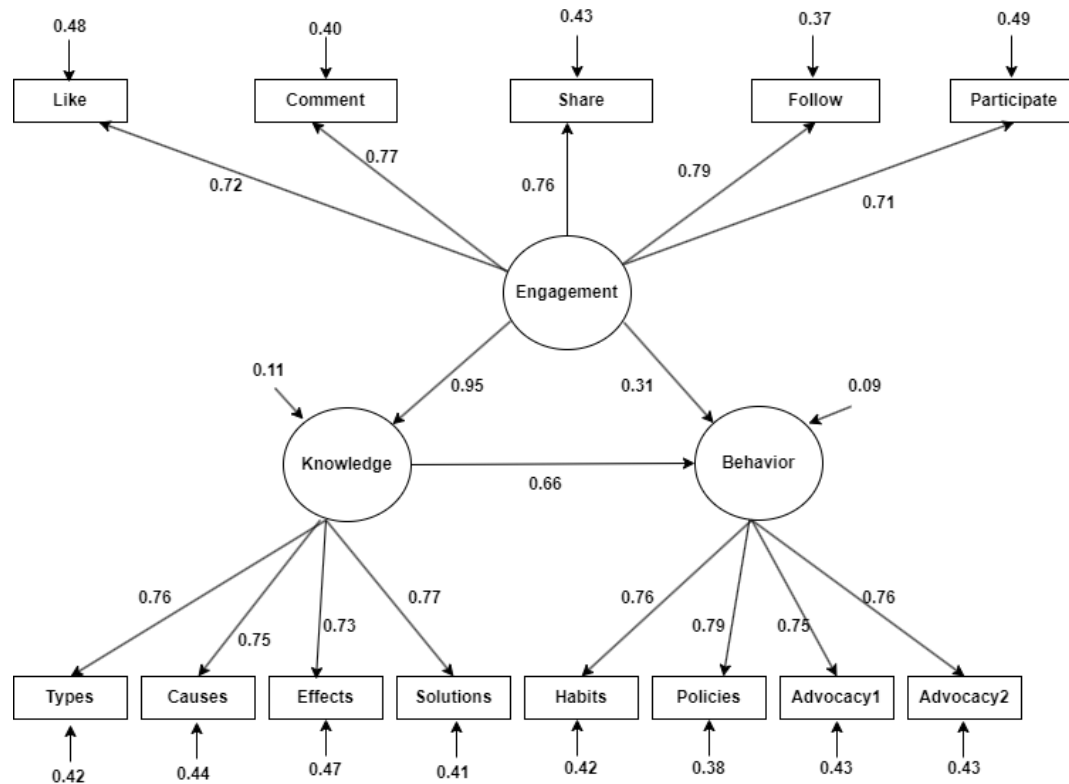 0.48
0.40
0.43
0.37
0.49
Like
Comment
Share
Follow
Participate
0.72
0.77
0.76
0.79
0.71
Engagement
0.11
0.95
0.31
0.09
Knowledge
0.66
Behavior
0.76
0.75
0.73
0.77
0.76
0.79
0.75
0.76
Types
Causes
Effects
Solutions
Habits
Policies
Advocacy1
Advocacy2
0.42
0.44
0.47
0.41
0.42
0.38
0.43
0.43